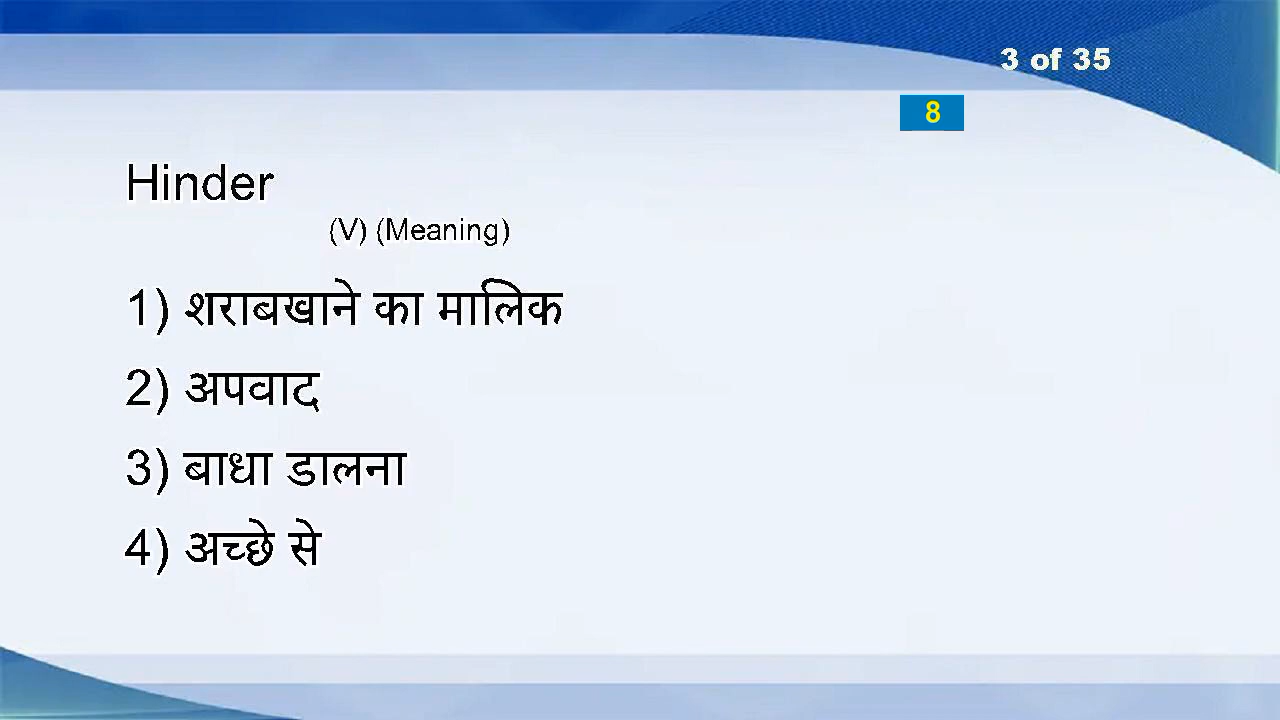 3 of 35
8
Hinder
(V) (Meaning)
1) शराबखाने का मालिक
2) अपवाद
3) बाधा डालना
4) अच्छे से